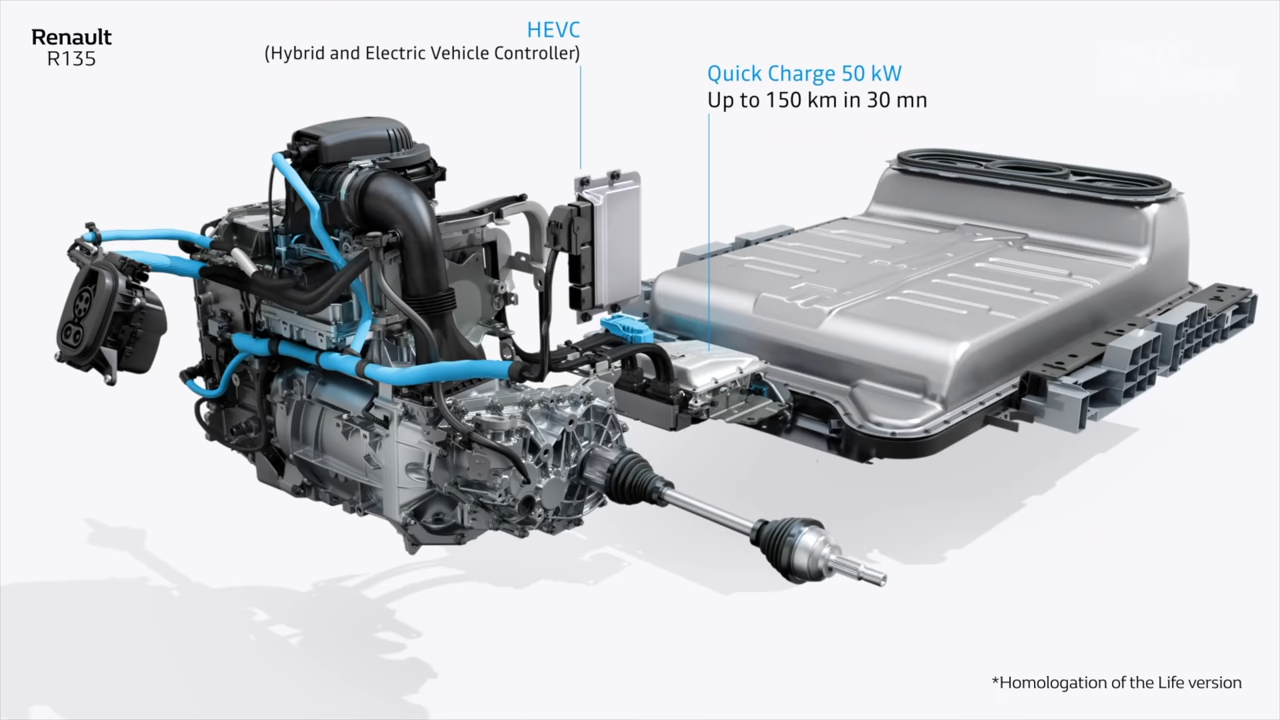 Renault
R135
HEVC
(Hybrid and Electric Vehicle Controller)
Quick Charge 50 kW
Up to 150 km in 30 mn
*Homologation of the Life version